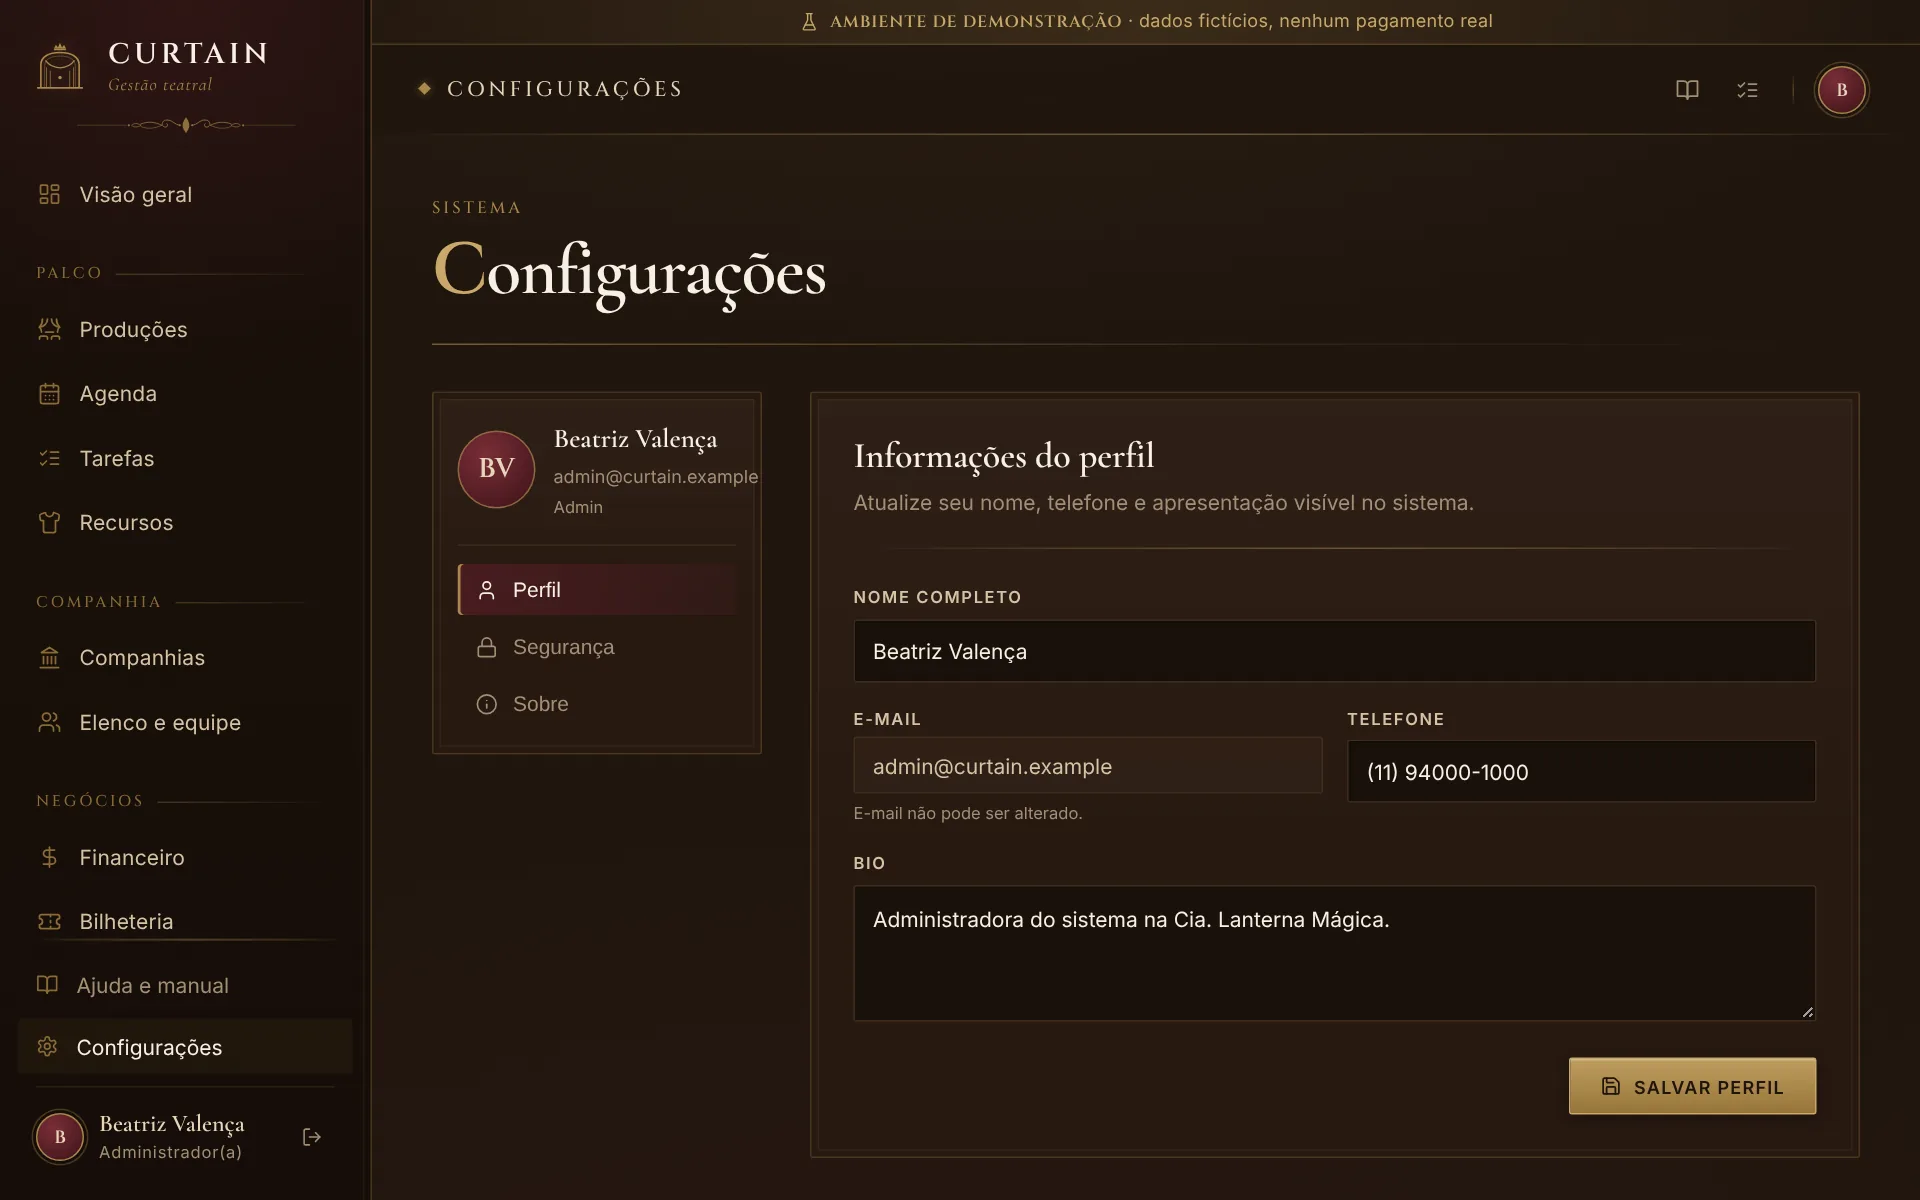 CURTAIN
Gestão teatral
Visão geral
PALCO
Produções
Agenda
Tarefas
Recursos
COMPANHIA
Companhias
Elenco e equipe
NEGÓCIOS
Financeiro
Bilheteria
Ajuda e manual
Configurações
B
Beatriz Valença
Administrador(a)
AMBIENTE DE DEMONSTRAÇÃO · dados fictícios, nenhum pagamento real
CONFIGURAÇÕES
B
SISTEMA
Configurações
BV
Beatriz Valença
admin@curtain.example
Admin
Perfil
Segurança
Sobre
Informações do perfil
Atualize seu nome, telefone e apresentação visível no sistema.
NOME COMPLETO
Beatriz Valença
E-MAIL
admin@curtain.example
E-mail não pode ser alterado.
TELEFONE
(11) 94000-1000
BIO
Administradora do sistema na Cia. Lanterna Mágica.
SALVAR PERFIL